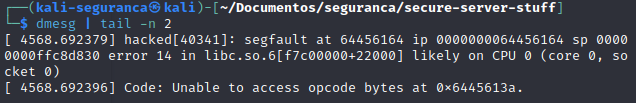 ┌──(kali-seguranca㉿kali)-[~/Documentos/seguranca/secure-server-stuff]
└─$ dmesg | tail -n 2
[ 4568.692379] hacked[40341]: segfault at 64456164 ip 0000000064456164 sp 0000
0000ffc8d830 error 14 in libc.so.6[f7c00000+22000] likely on CPU 0 (core 0, so
cket 0)
[ 4568.692396] Code: Unable to access opcode bytes at 0×6445613a.